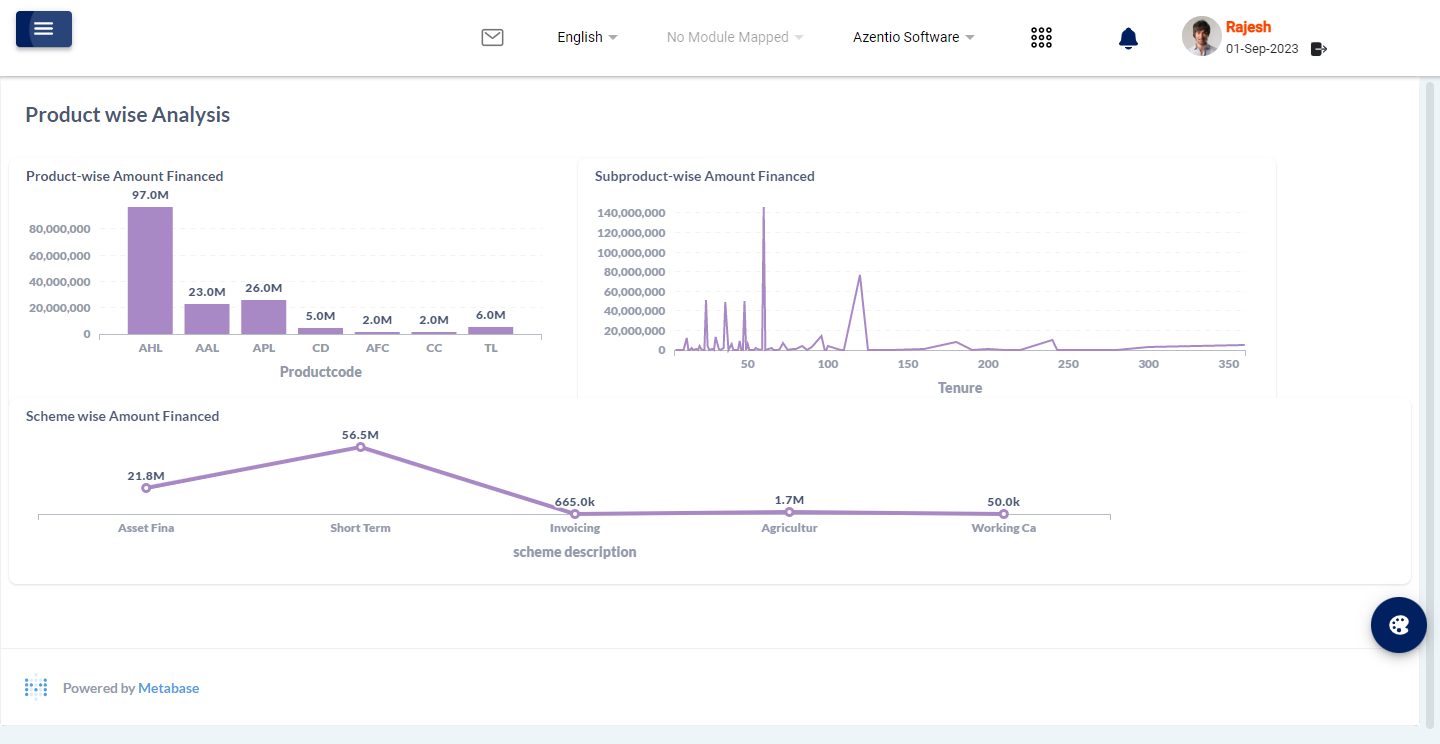 English
No Module Mapped
Azentio Software
Rajesh
01-Sep-2023
Product wise Analysis
Product-wise Amount Financed
97.0M
80,000,000
60,000,000
40,000,000
20,000,000
0
23.0M
26.0M
5.0M
2.0M
2.0M
6.0M
AHL AAL APL CD AFC CC TL
Productcode
Subproduct-wise Amount Financed
140,000,000
120,000,000
100,000,000
80,000,000
60,000,000
40,000,000
20,000,000
0
50 100 150 200 250 300 350
Tenure
Scheme wise Amount Financed
21.8M
56.5M
665.0k
1.7M
50.0k
Asset Fina Short Term Invoicing Agricultur Working Ca
scheme description
Powered by Metabase